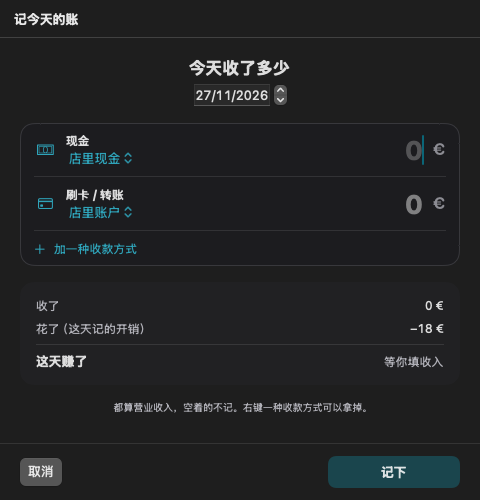 记今天的账
今天收了多少
27/11/2026
现金
店里现金
0 €
刷卡 / 转账
店里账户
0 €
加一种收款方式
收了 0 €
花了（这天记的开销） −18 €
这天赚了 等你填收入
都算营业收入，空着的不记。右键一种收款方式可以拿掉。
取消 记下